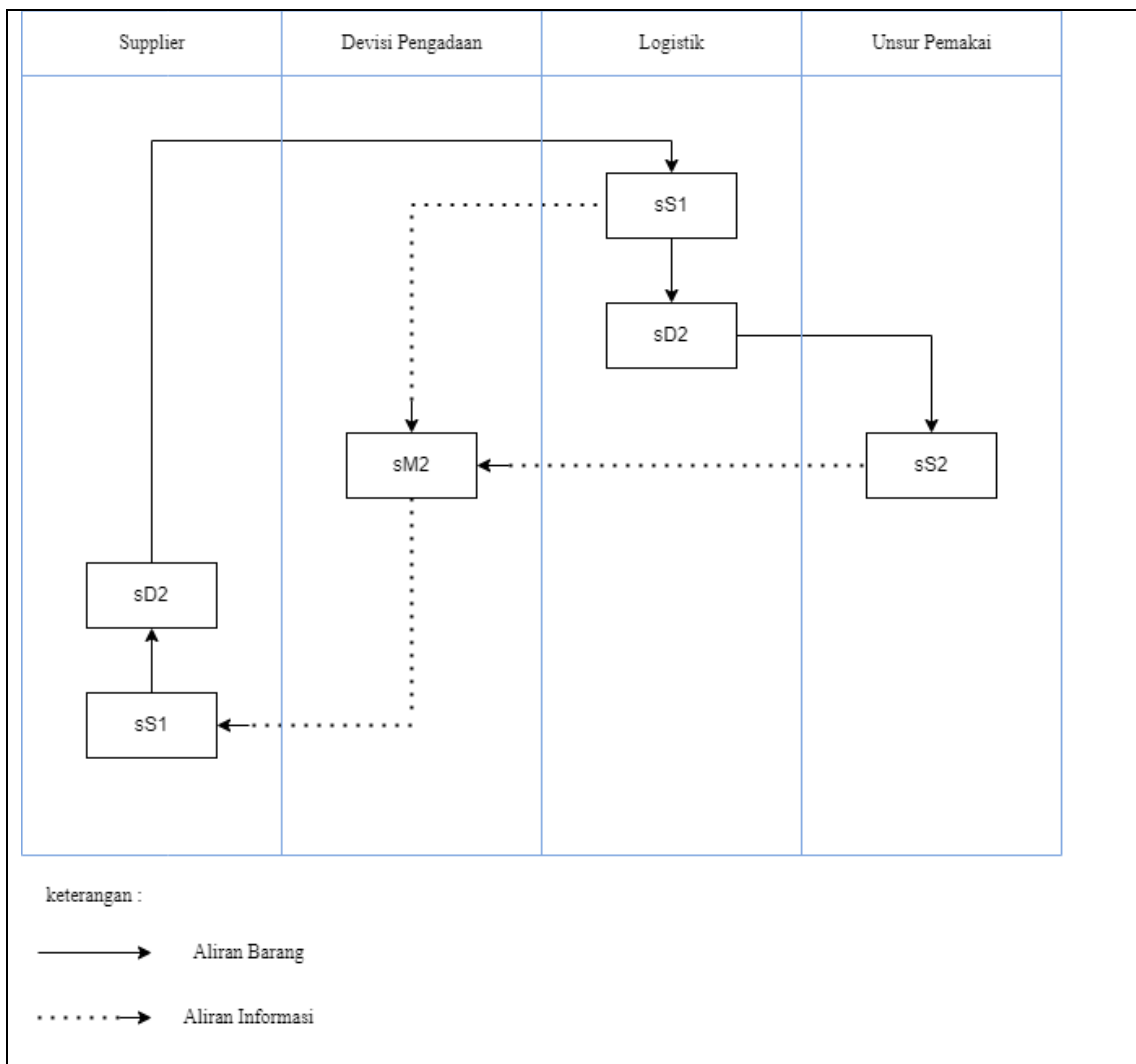 Supplier
Devisi Pengadaan
Logistik
Unsur Pemakai
sS1
sD2
sM2
sS2
sD2
sS1
keterangan :
Aliran Barang
Aliran Informasi